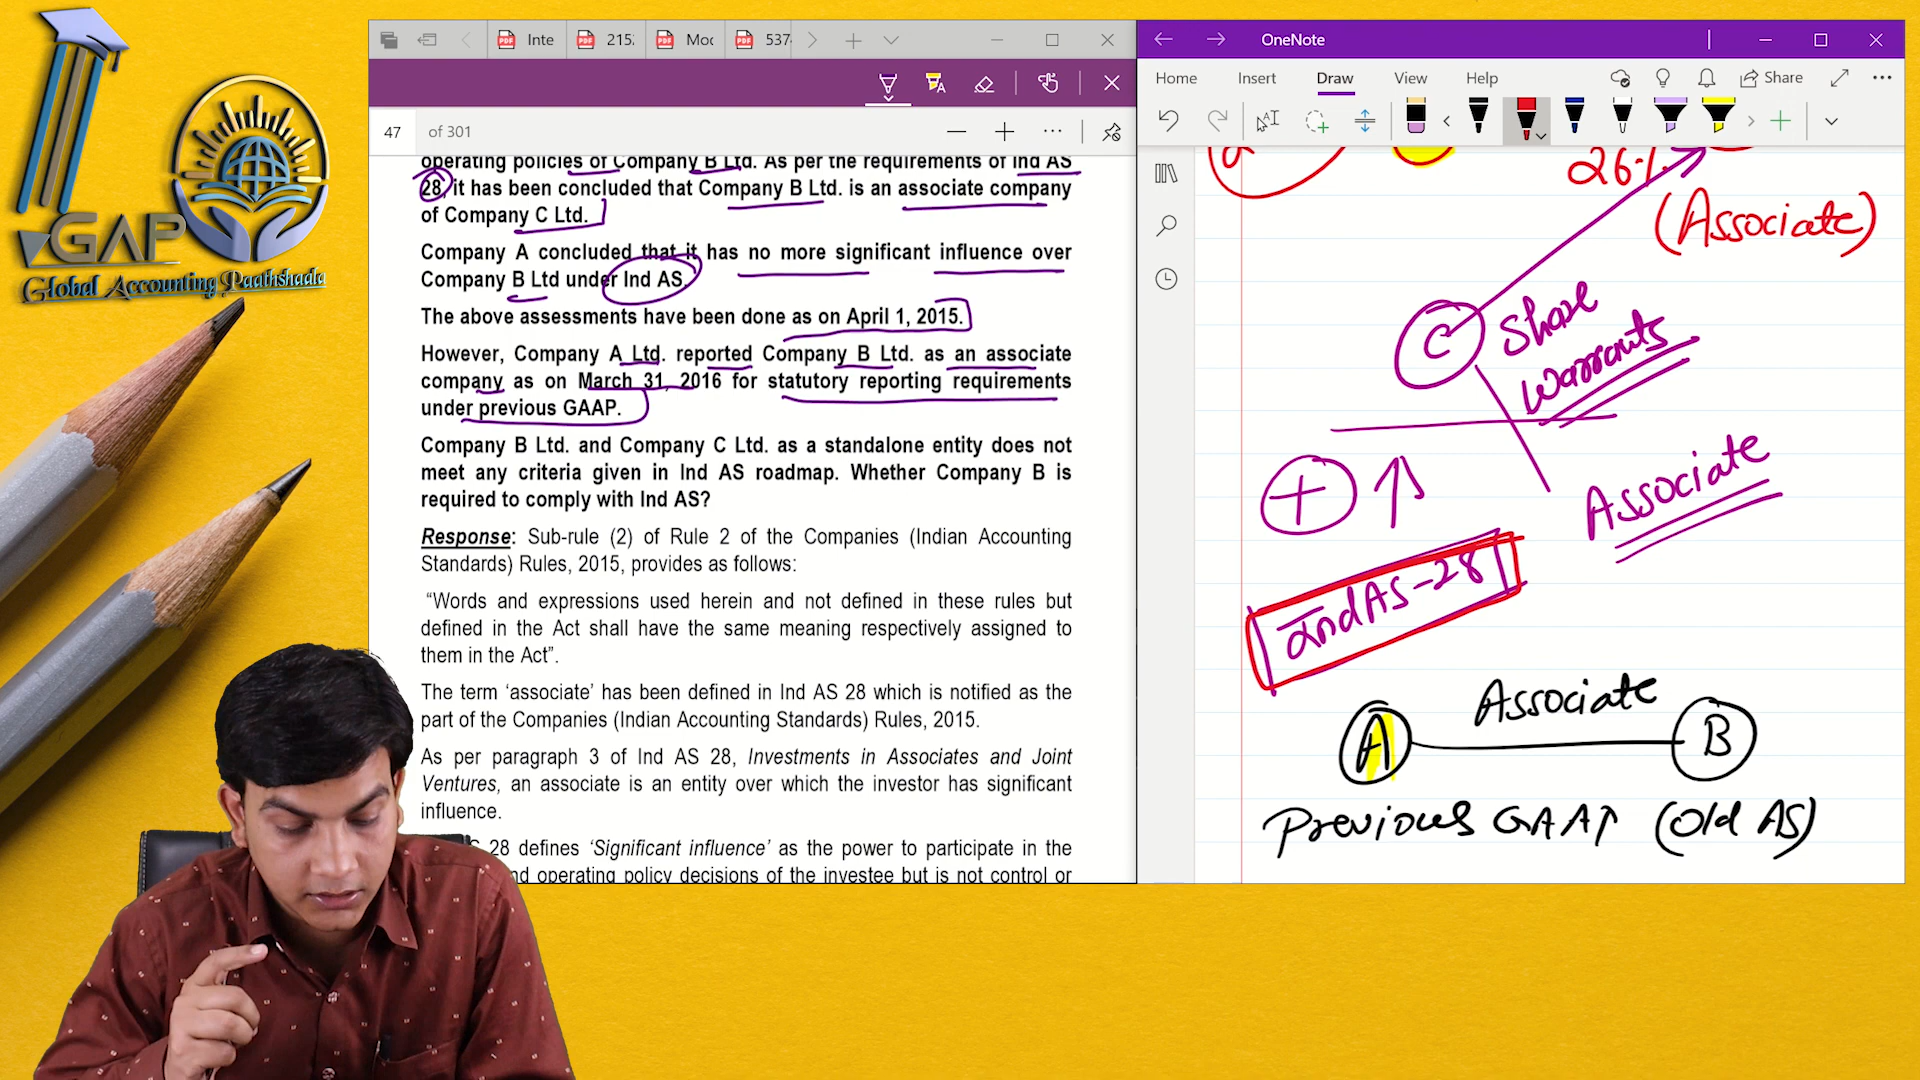 GAP
Global Accounting Paathshaala
Inte
215
Mod
537
47
of 301
operating policies of Company B Ltd. As per the requirements of Ind AS
28, it has been concluded that Company B Ltd. is an associate company
of Company C Ltd.
Company A concluded that it has no more significant influence over
Company B Ltd under Ind AS.
The above assessments have been done as on April 1, 2015.
However, Company A Ltd. reported Company B Ltd. as an associate
company as on March 31, 2016 for statutory reporting requirements
under previous GAAP.
Company B Ltd. and Company C Ltd. as a standalone entity does not
meet any criteria given in Ind AS roadmap. Whether Company B is
required to comply with Ind AS?
Response: Sub-rule (2) of Rule 2 of the Companies (Indian Accounting
Standards) Rules, 2015, provides as follows:
“Words and expressions used herein and not defined in these rules but
defined in the Act shall have the same meaning respectively assigned to
them in the Act”.
The term ‘associate’ has been defined in Ind AS 28 which is notified as the
part of the Companies (Indian Accounting Standards) Rules, 2015.
As per paragraph 3 of Ind AS 28, Investments in Associates and Joint
Ventures, an associate is an entity over which the investor has significant
influence.
28 defines ‘Significant influence’ as the power to participate in the
operating policy decisions of the investee but is not control or
OneNote
Home Insert Draw View Help Share
26%
(Associate)
C
Share
warrants
+
Associate
Ind AS-28
Associate
A B
Previous GAAP (Old AS)